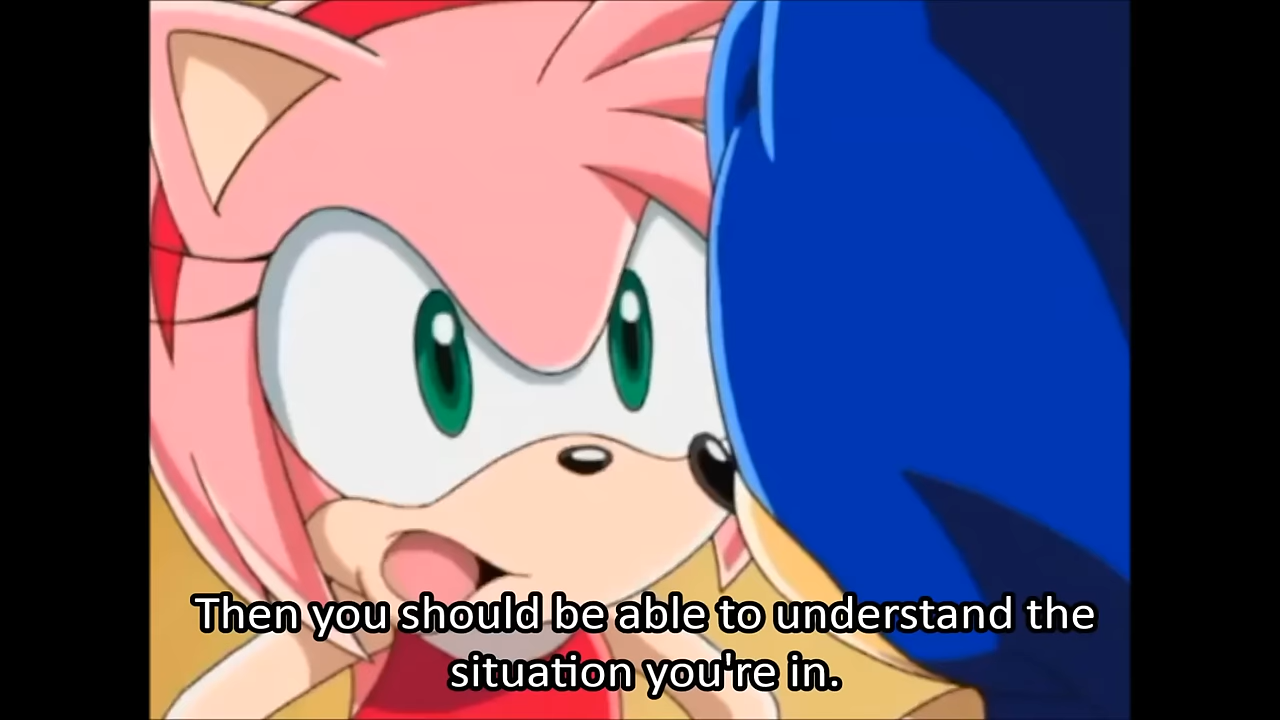 Then you should be able to understand the
situation you're in.